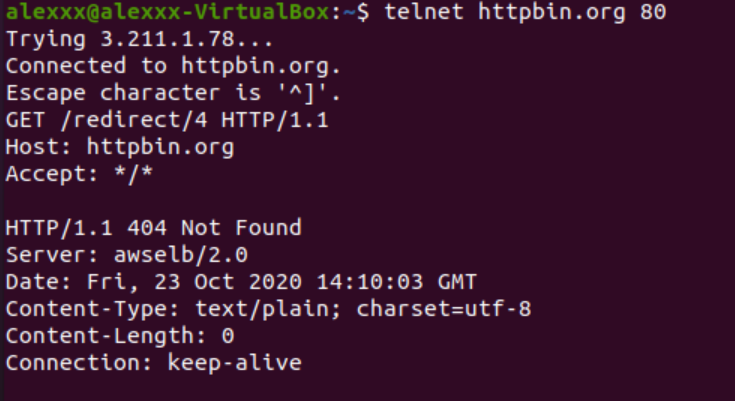 alexxx@alexxx-VirtualBox:~$ telnet httpbin.org 80
Trying 3.211.1.78...
Connected to httpbin.org.
Escape character is '^]'.
GET /redirect/4 HTTP/1.1
Host: httpbin.org
Accept: */*

HTTP/1.1 404 Not Found
Server: awselb/2.0
Date: Fri, 23 Oct 2020 14:10:03 GMT
Content-Type: text/plain; charset=utf-8
Content-Length: 0
Connection: keep-alive